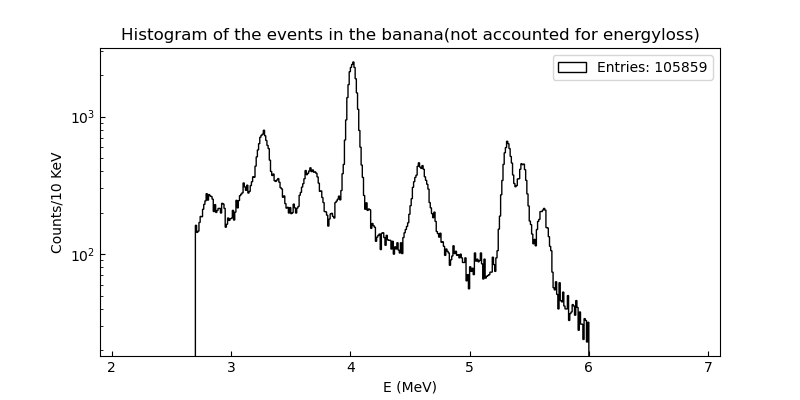 Histogram of the events in the banana(not accounted for energyloss)
Entries: 105859
Counts/10 KeV
10³
10²
2 3 4 5 6 7
E (MeV)